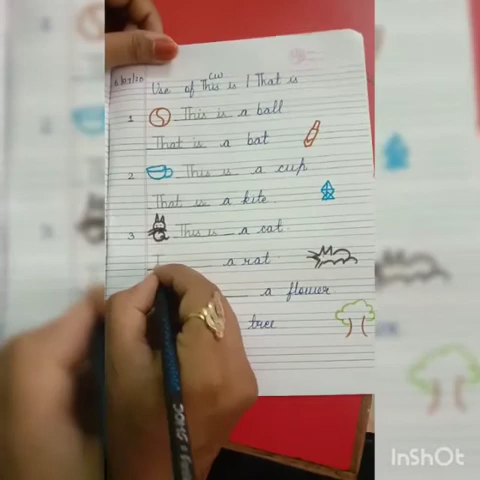 CW
Use of This is / That is
1 This is a ball
That is a bat
2 This is a cup
That is a kite
3 This is a cat
T a rat
a flower
tree
InShOt